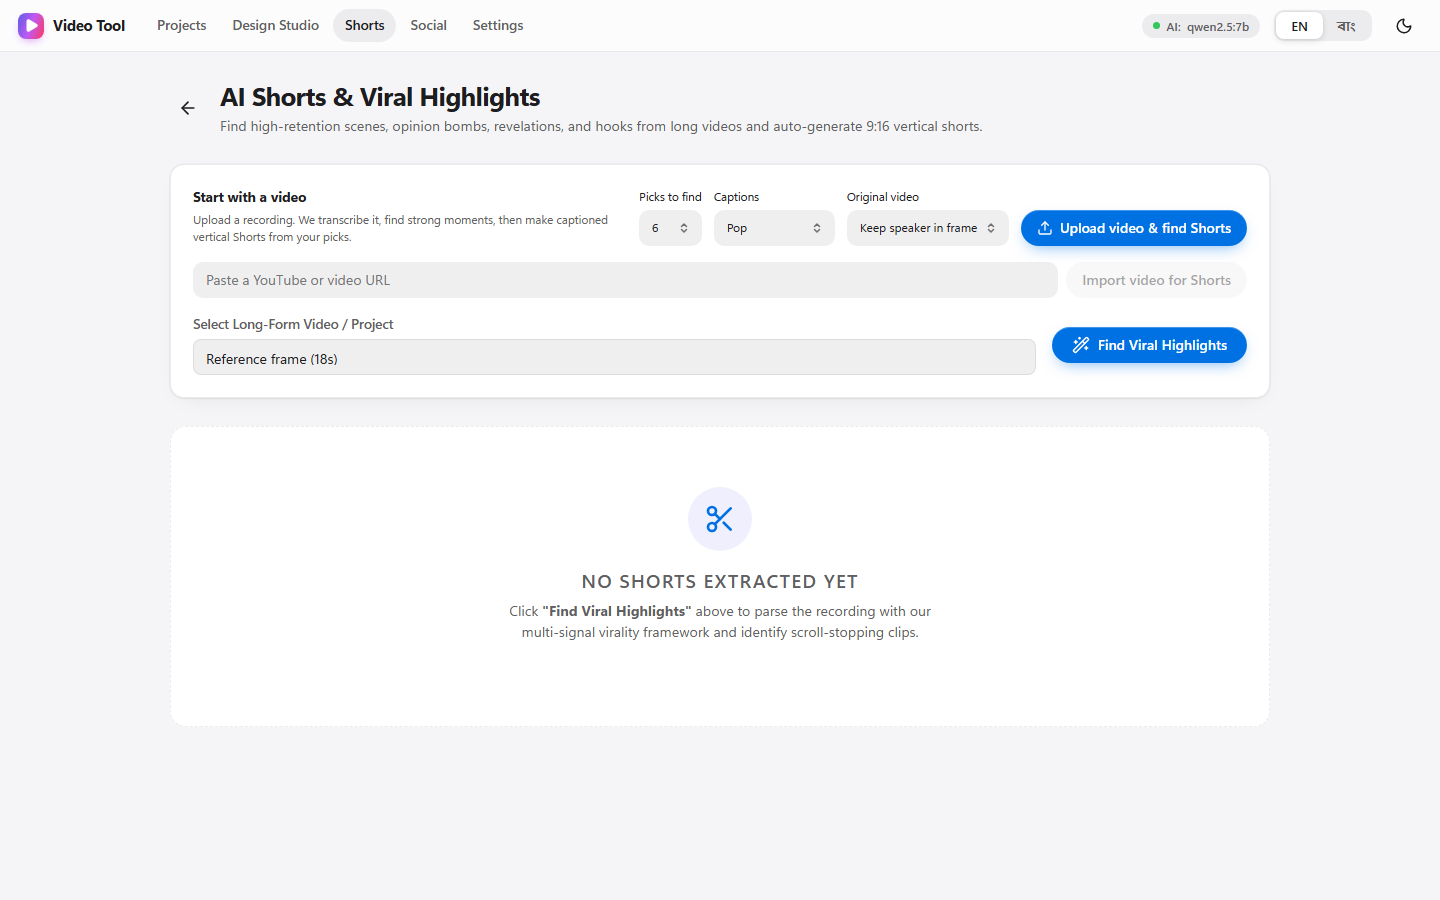 Video Tool
Projects
Design Studio
Shorts
Social
Settings
AI: qwen2.5:7b
EN
বাং
AI Shorts & Viral Highlights
Find high-retention scenes, opinion bombs, revelations, and hooks from long videos and auto-generate 9:16 vertical shorts.
Start with a video
Upload a recording. We transcribe it, find strong moments, then make captioned
vertical Shorts from your picks.
Picks to find
6
Captions
Pop
Original video
Keep speaker in frame
Upload video & find Shorts
Paste a YouTube or video URL
Import video for Shorts
Select Long-Form Video / Project
Reference frame (18s)
Find Viral Highlights
NO SHORTS EXTRACTED YET
Click "Find Viral Highlights" above to parse the recording with our
multi-signal virality framework and identify scroll-stopping clips.